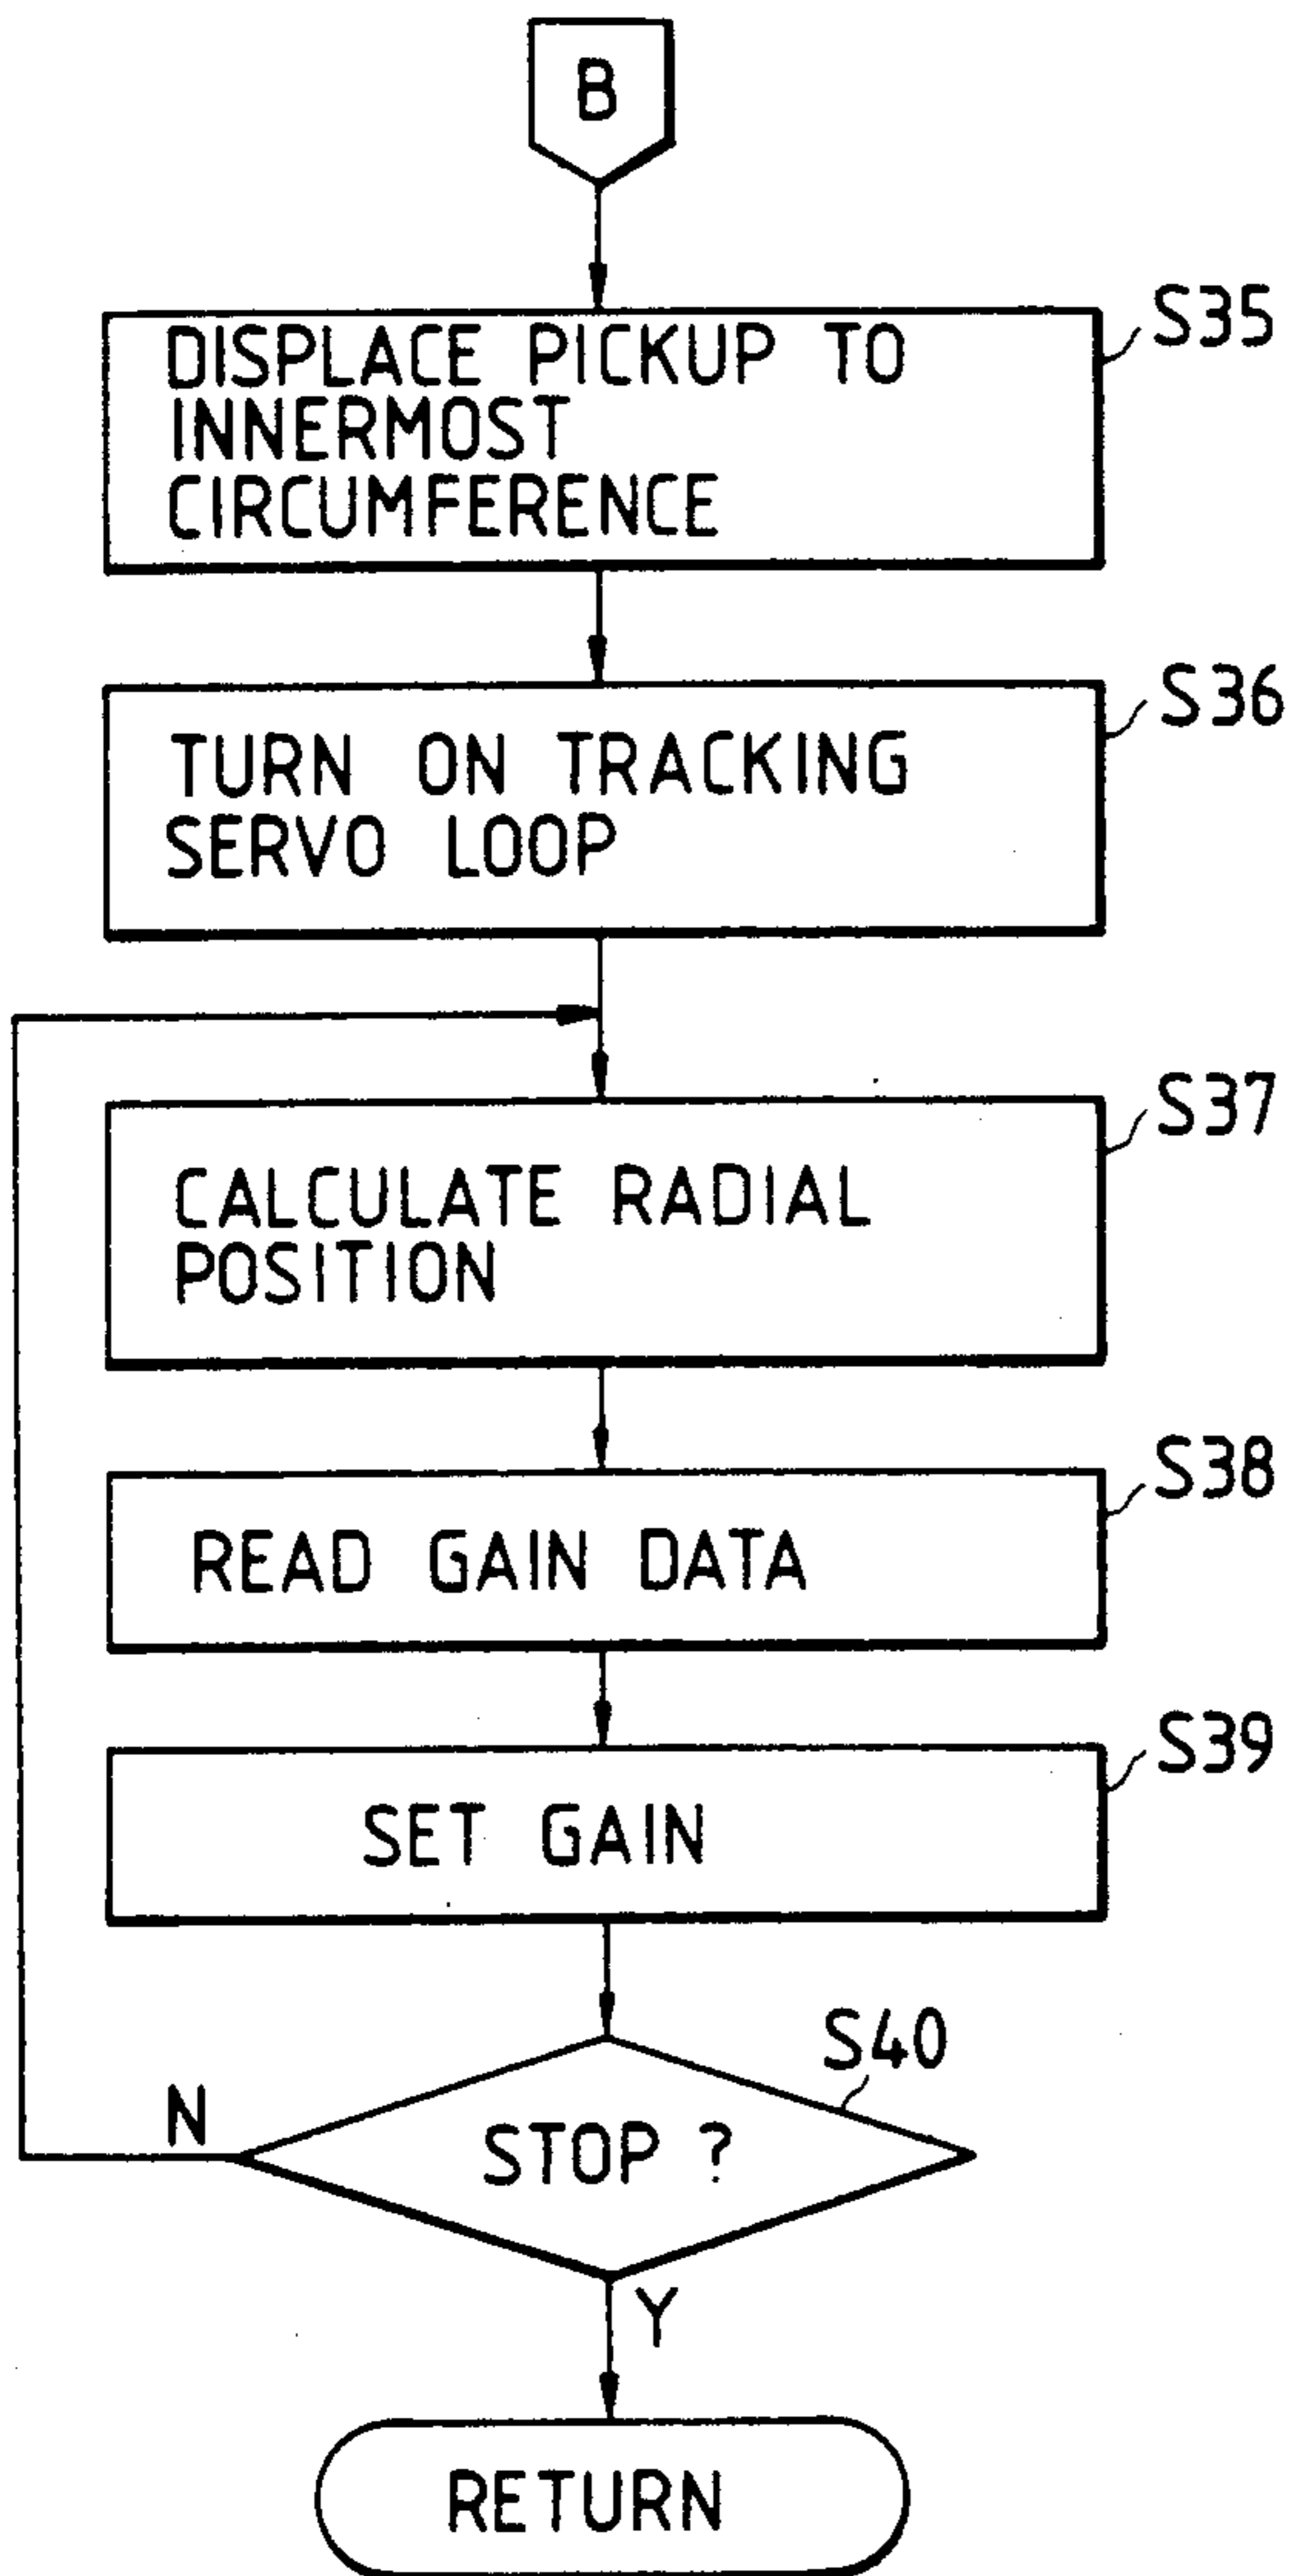 B
S35
DISPLACE PICKUP TO
INNERMOST
CIRCUMFERENCE
S36
TURN ON TRACKING
SERVO LOOP
S37
CALCULATE RADIAL
POSITION
S38
READ GAIN DATA
S39
SET GAIN
S40
N
STOP ?
Y
RETURN